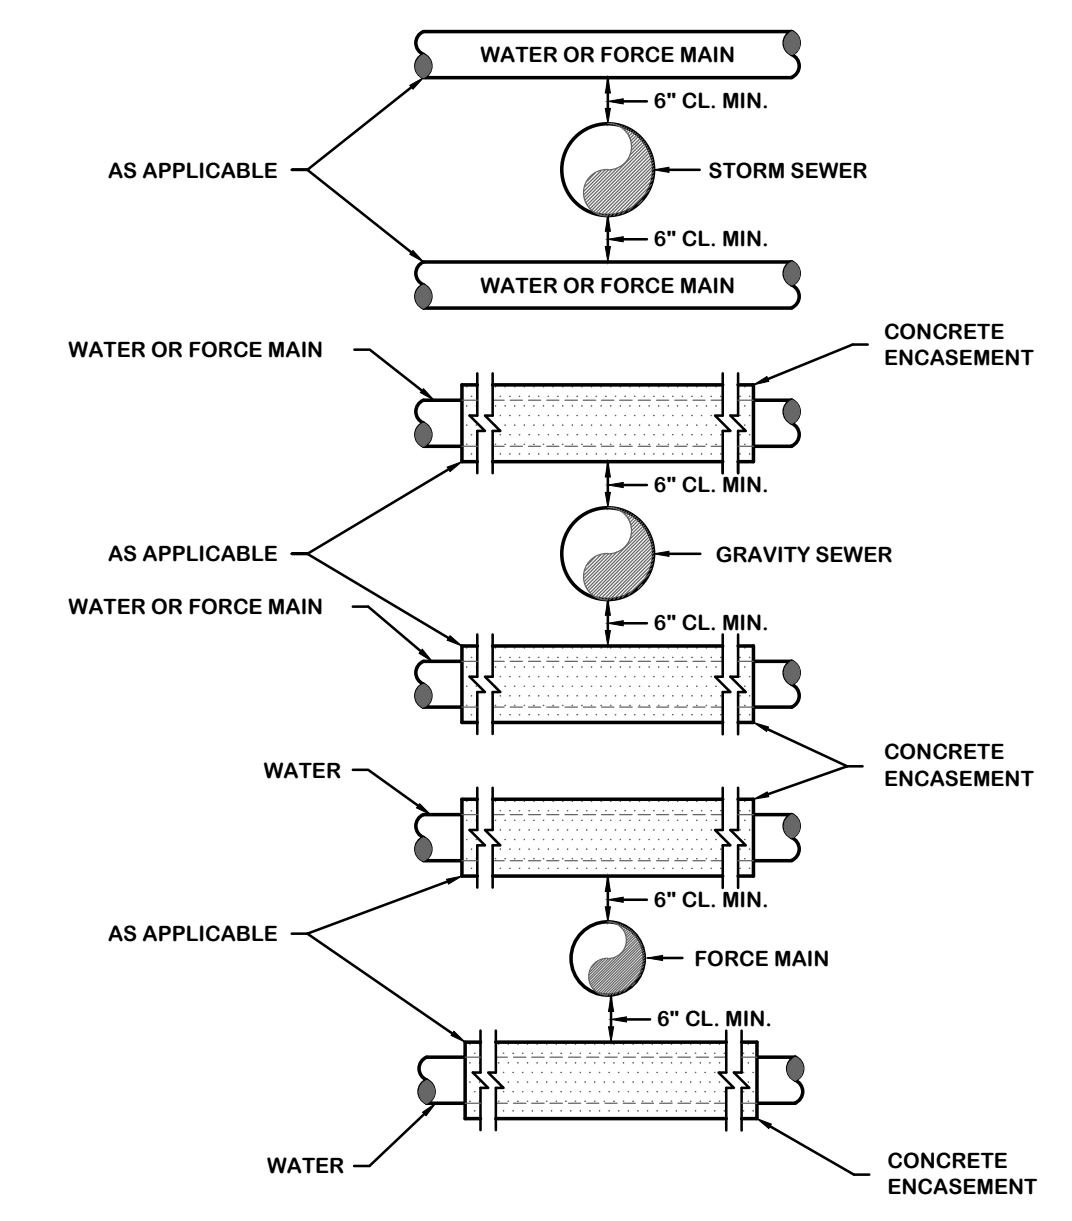 WATER OR FORCE MAIN
6" CL. MIN.
AS APPLICABLE
STORM SEWER
6" CL. MIN.
WATER OR FORCE MAIN
CONCRETE
ENCASEMENT
WATER OR FORCE MAIN
6" CL. MIN.
AS APPLICABLE
GRAVITY SEWER
WATER OR FORCE MAIN
6" CL. MIN.
CONCRETE
ENCASEMENT
WATER
6" CL. MIN.
AS APPLICABLE
FORCE MAIN
6" CL. MIN.
WATER
CONCRETE
ENCASEMENT